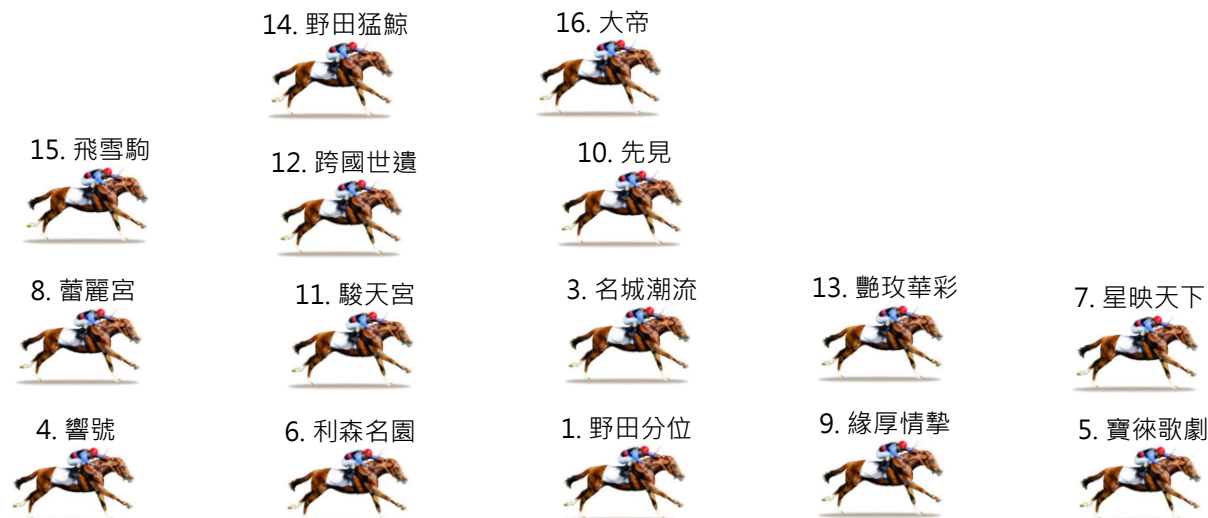 14. 野田猛鯨
16. 大帝
15. 飛雪駒
12. 跨國世遺
10. 先見
8. 蕾麗宮
11. 駿天宮
3. 名城潮流
13. 艷玫華彩
7. 星映天下
4. 響號
6. 利森名園
1. 野田分位
9. 緣厚情摯
5. 寶徠歌劇